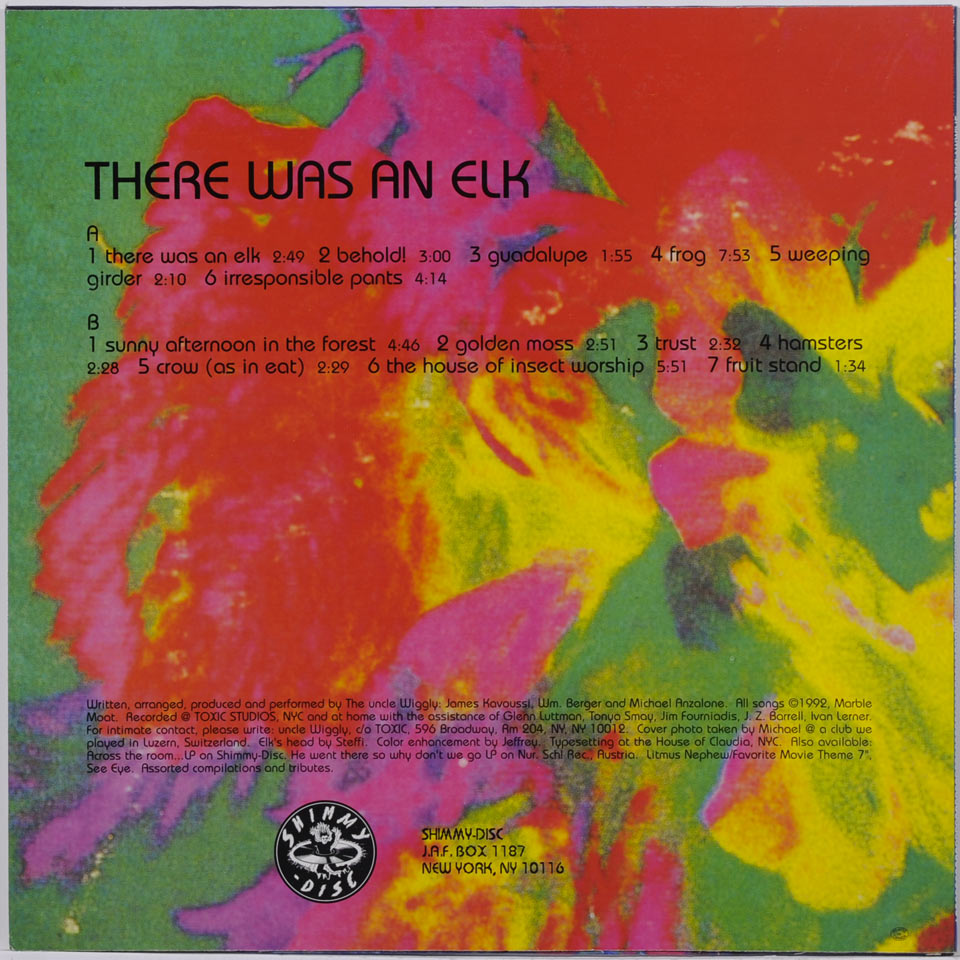 THERE WAS AN ELK
A
1 there was an elk 2:49 2 behold! 3:00 3 guadalupe 1:55 4 frog 7:53 5 weeping
girder 2:10 6 irresponsible pants 4:14
B
1 sunny afternoon in the forest 4:46 2 golden moss 2:51 3 trust 2:32 4 hamsters
2:28 5 crow (as in eat) 2:29 6 the house of insect worship 5:51 7 fruit stand 1:34
Written, arranged, produced and performed by The uncle Wiggly: James Kavoussi, Wm. Berger and Michael Anzalone. All songs ©1992, Marble
Moat. Recorded @ TOXIC STUDIOS, NYC and at home with the assistance of Glenn Luttman, Tonya Smay, Jim Fourniadis, J. Z. Barrell, Ivan Lerner.
For intimate contact, please write: uncle Wiggly, c/o TOXIC, 596 Broadway, Rm 204, NY, NY 10012. Cover photo taken by Michael @ a club we
played in Luzern, Switzerland. Elk's head by Steffi. Color enhancement by Jeffrey. Typesetting at the House of Claudia, NYC. Also available:
Across the room...LP on Shimmy-Disc. He went there so why don't we go LP on Nur. Schl Rec., Austria. Litmus Nephew/Favorite Movie Theme 7",
See Eye. Assorted compilations and tributes.
SHIMMY
-DISC
SHIMMY-DISC
J.A.F. BOX 1187
NEW YORK, NY 10116